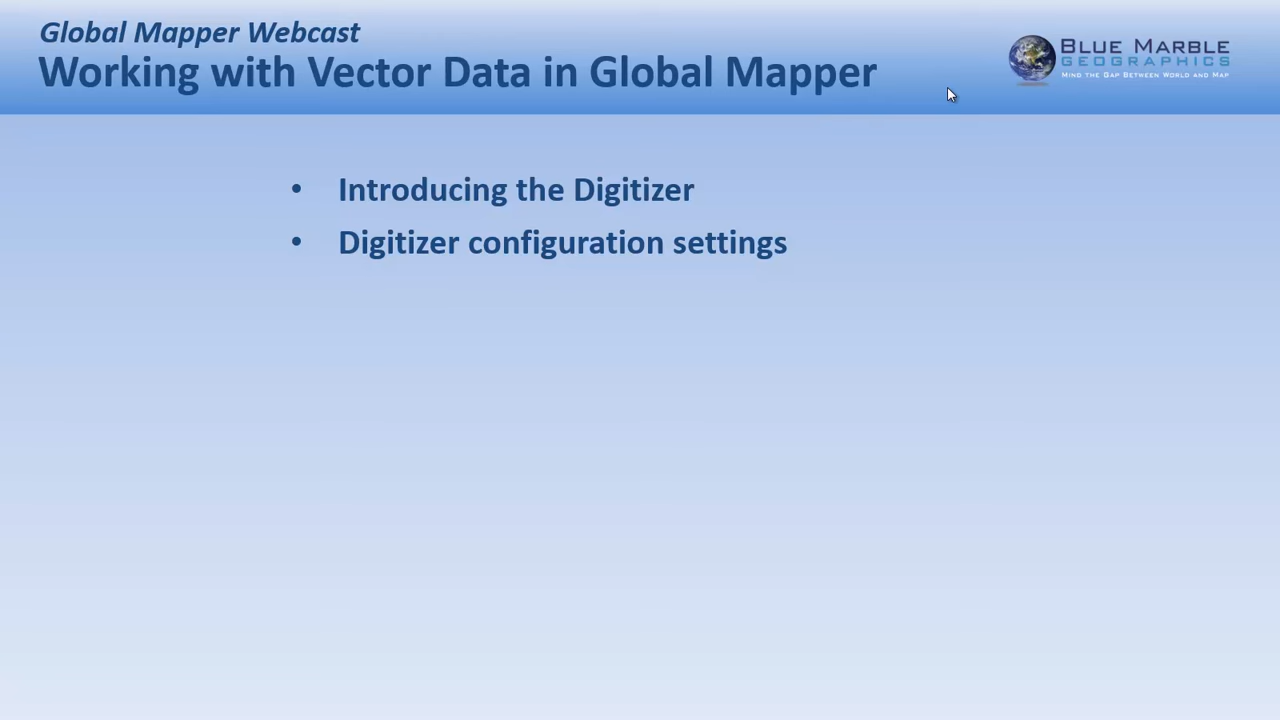 Global Mapper Webcast
Working with Vector Data in Global Mapper
BLUE MARBLE
GEOGRAPHICS
MIND THE GAP BETWEEN WORLD AND MAP
• Introducing the Digitizer
• Digitizer configuration settings